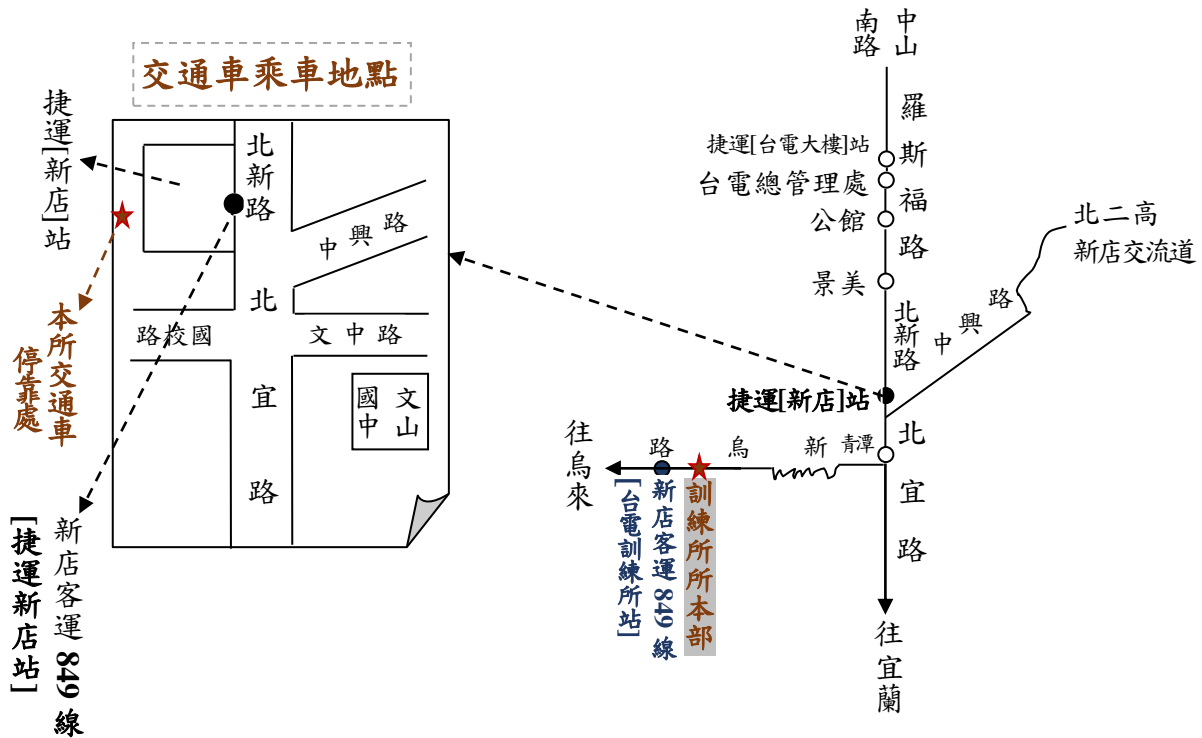 交通車乘車地點
捷運[新店]站
北新路
中興路
北宜路
路校國
文中路
文山
國中
本所交通車
停靠處
新店客運 849 線
[捷運新店站]
中山
南路
羅斯福路
捷運[台電大樓]站
台電總管理處
公館
景美
北二高
新店交流道
北新路
中興路
捷運[新店]站
北宜路
青潭
路烏新
往烏來
訓練所所本部
新店客運 849 線
[台電訓練所站]
往宜蘭